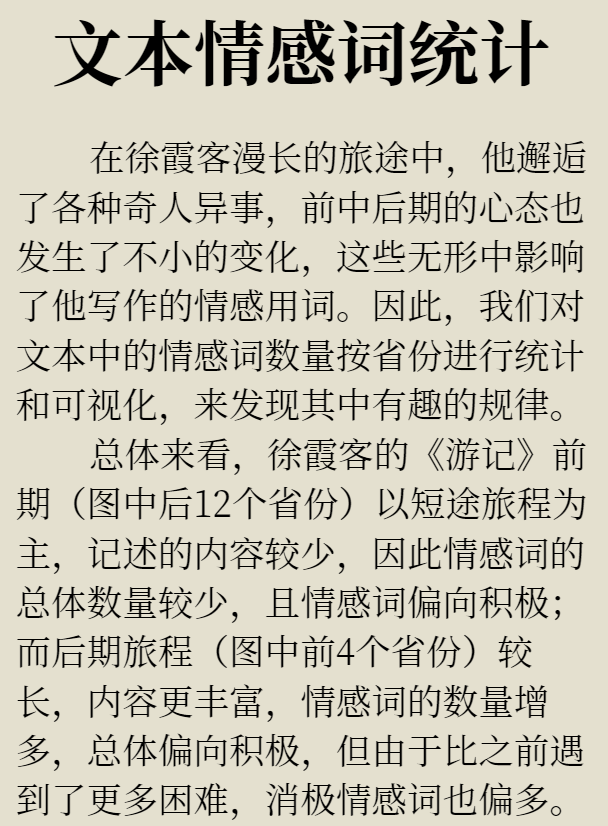 文本情感词统计
在徐霞客漫长的旅途中，他邂逅
了各种奇人异事，前中后期的心态也
发生了不小的变化，这些无形中影响
了他写作的情感用词。因此，我们对
文本中的情感词数量按省份进行统计
和可视化，来发现其中有趣的规律。
总体来看，徐霞客的《游记》前
期（图中后12个省份）以短途旅程为
主，记述的内容较少，因此情感词的
总体数量较少，且情感词偏向积极；
而后期旅程（图中前4个省份）较
长，内容更丰富，情感词的数量增
多，总体偏向积极，但由于比之前遇
到了更多困难，消极情感词也偏多。